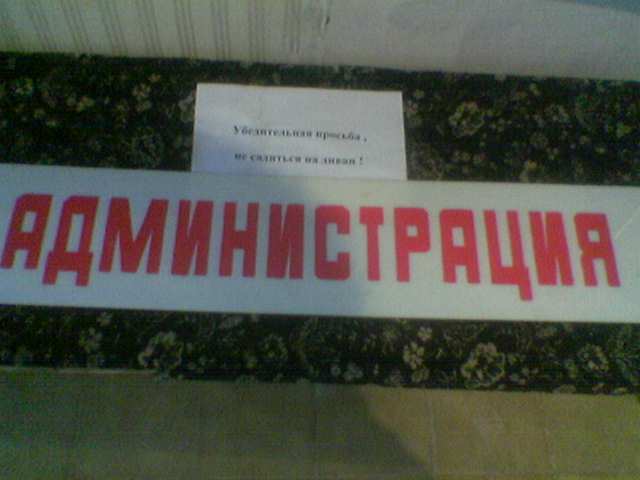 Убедительная просьба ,
не садиться на диван !
АДМИНИСТРАЦИЯ